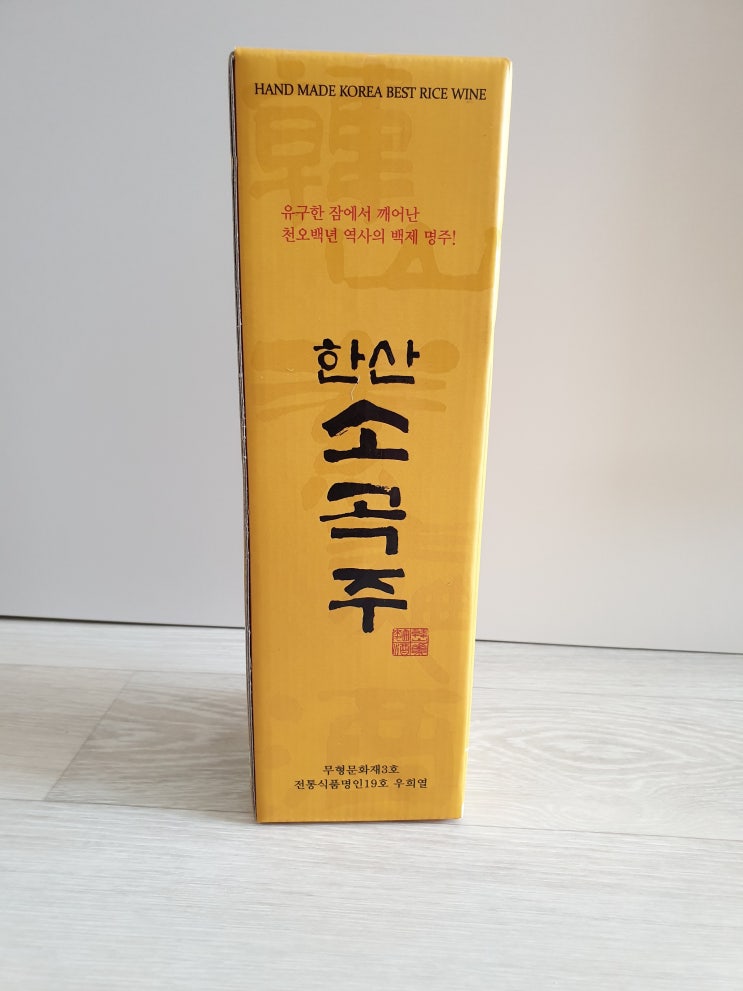 HAND MADE KOREA BEST RICE WINE
유구한 잠에서 깨어난
천오백년 역사의 백제 명주!
한산
소곡주
무형문화재3호
전통식품명인19호 우희열